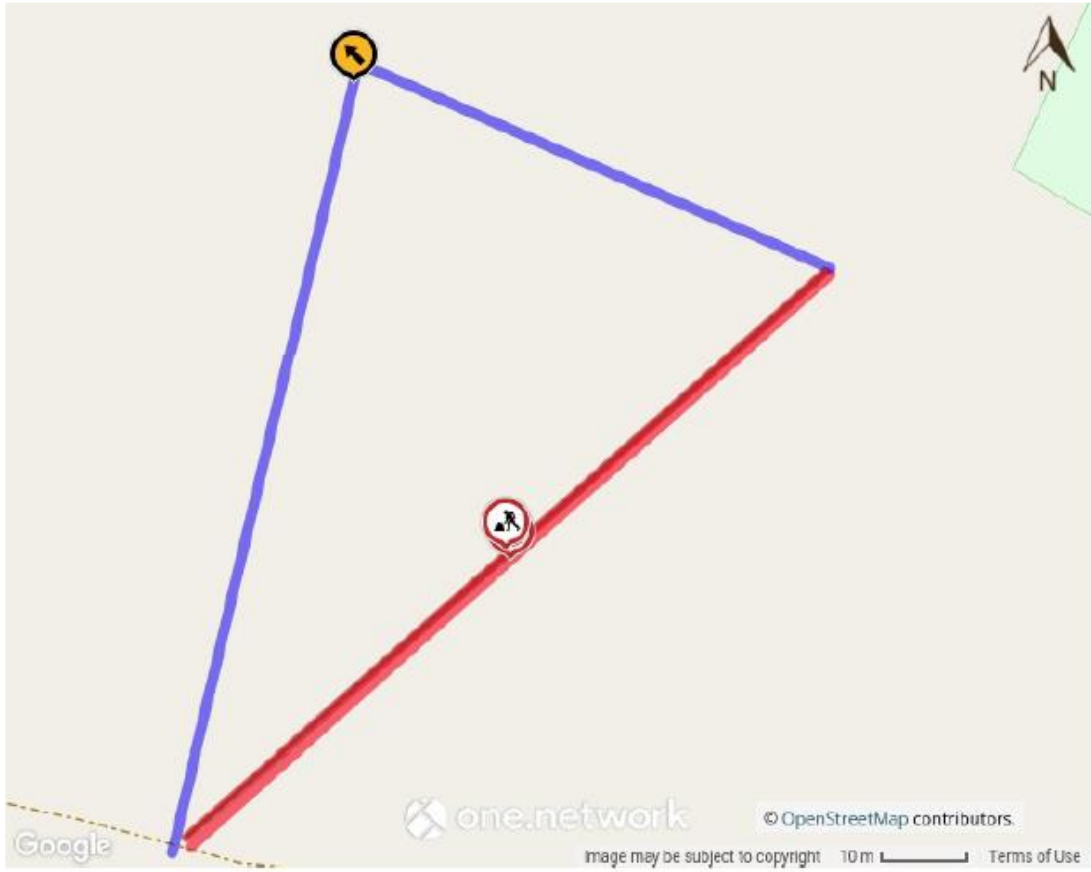 N
one.network
© OpenStreetMap contributors.
Google
Image may be subject to copyright 10 m Terms of Use